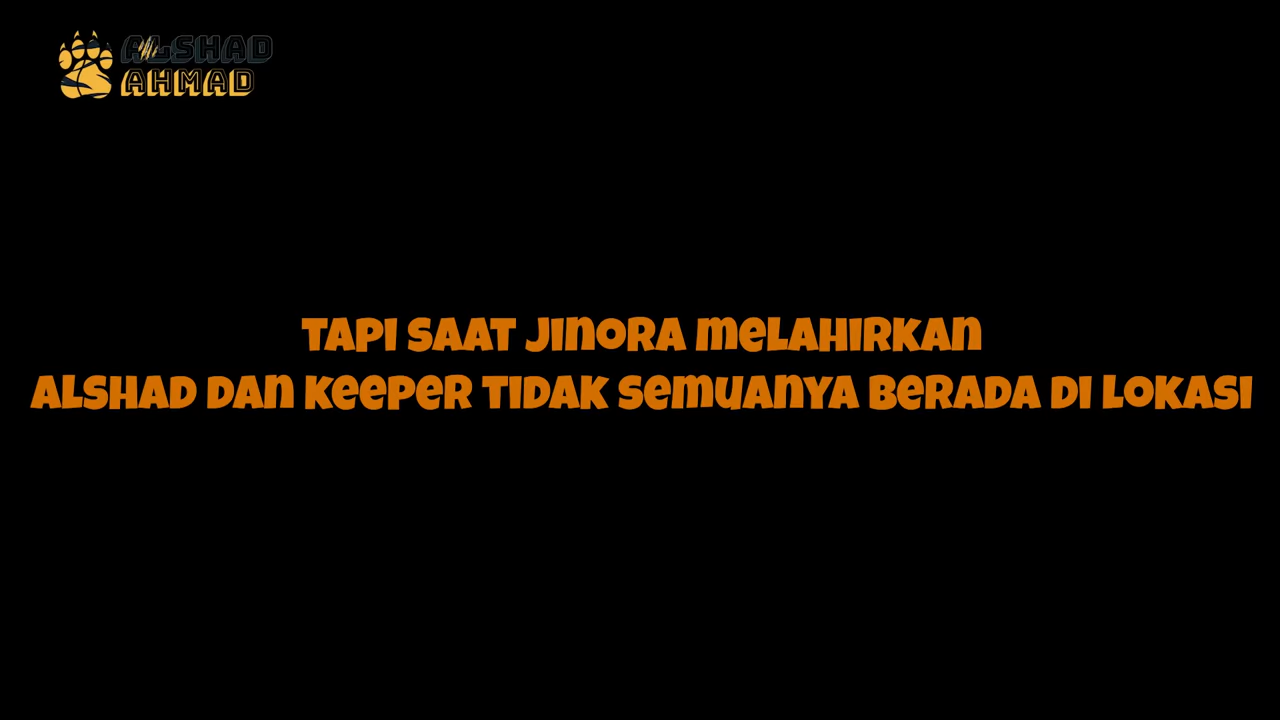 ALSHAD
AHMAD
TAPI SAAT JINORA MELAHIRKAN
ALSHAD DAN KEEPER TIDAK SEMUANYA BERADA DI LOKASI